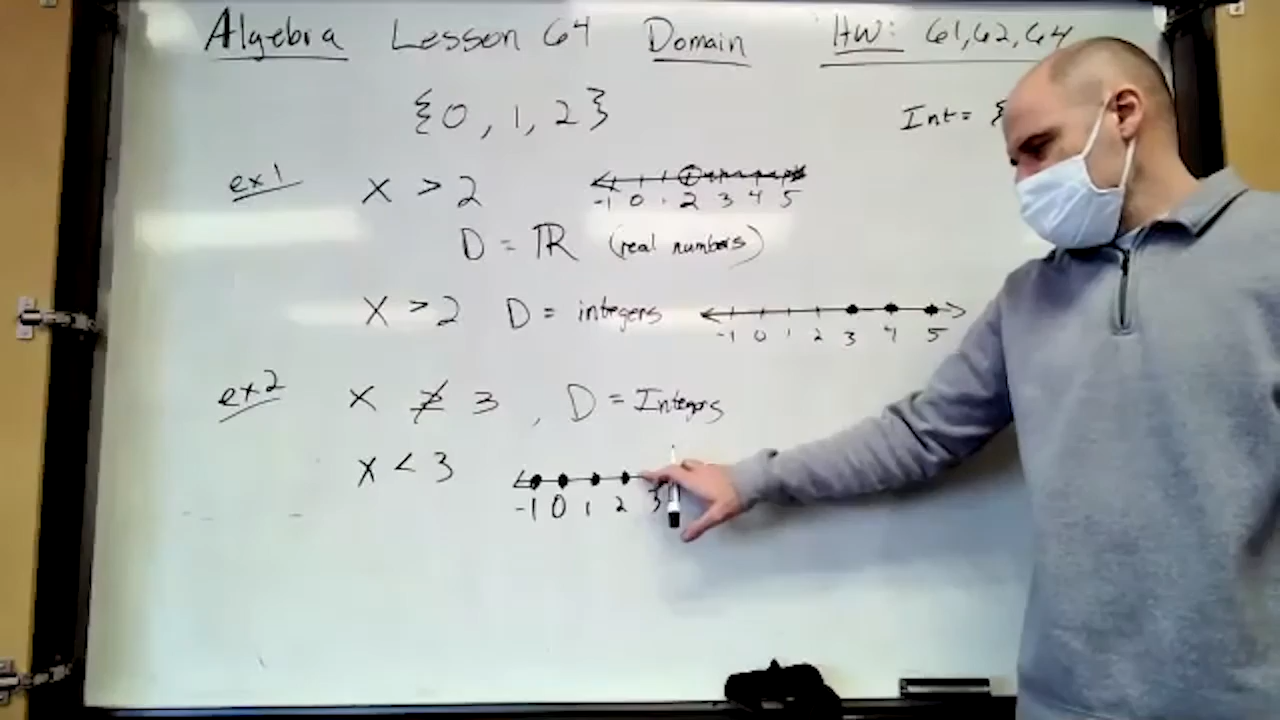 Algebra Lesson 64 Domain HW: 61, 62, 64
{0, 1, 2}
Int = {
ex1 x > 2
-1 0 1 2 3 4 5
D = ℝ (real numbers)
x > 2 D = integers
-1 0 1 2 3 4 5
ex2 x ≱ 3, D = Integers
x < 3
-1 0 1 2 3